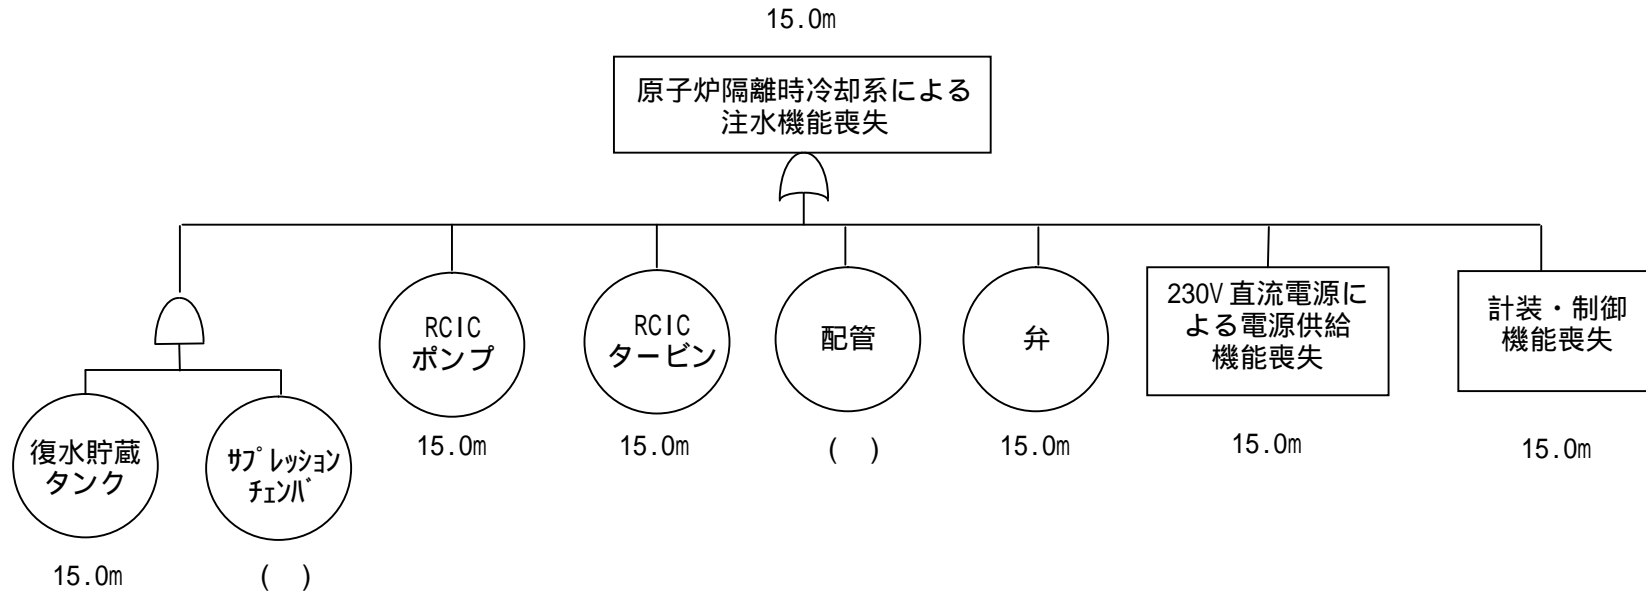 15.0m
原子炉隔離時冷却系による
注水機能喪失
RCIC
ポンプ
15.0m
RCIC
タービン
15.0m
配管
( )
弁
15.0m
230V直流電源に
よる電源供給
機能喪失
15.0m
計装・制御
機能喪失
15.0m
復水貯蔵
タンク
15.0m
ｻﾌﾟﾚｯｼｮﾝ
ﾁｪﾝﾊﾞ
( )